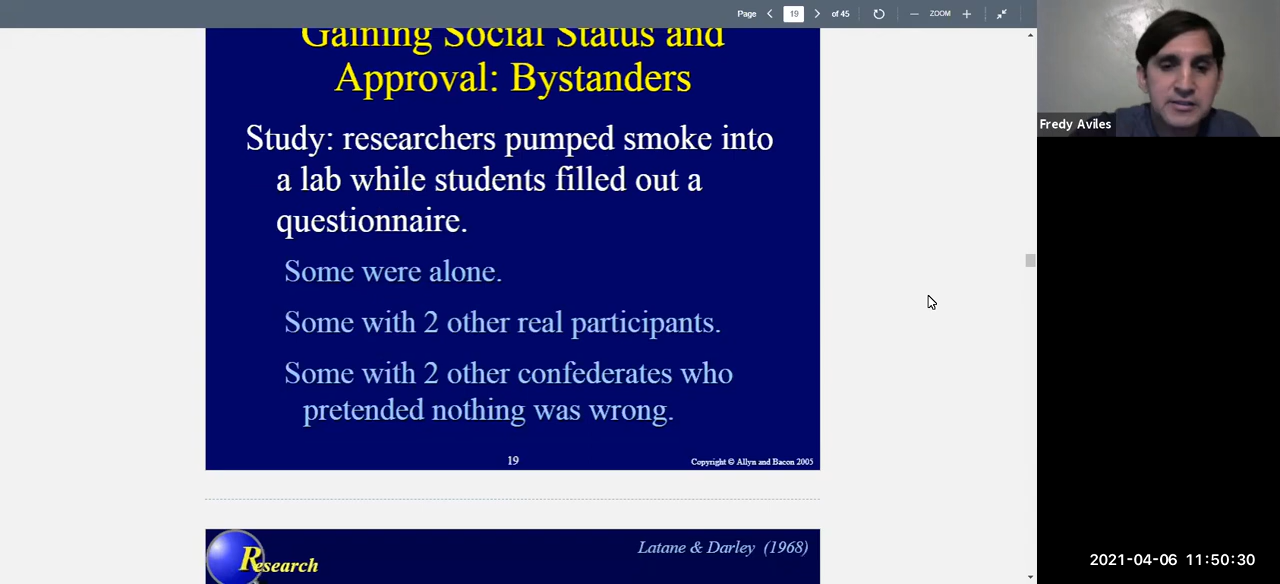 Page 19 of 45 ZOOM
Gaining Social Status and
Approval: Bystanders
Study: researchers pumped smoke into
a lab while students filled out a
questionnaire.
Some were alone.
Some with 2 other real participants.
Some with 2 other confederates who
pretended nothing was wrong.
19
Copyright © Allyn and Bacon 2005
Research
Latane & Darley (1968)
Fredy Aviles
2021-04-06 11:50:30